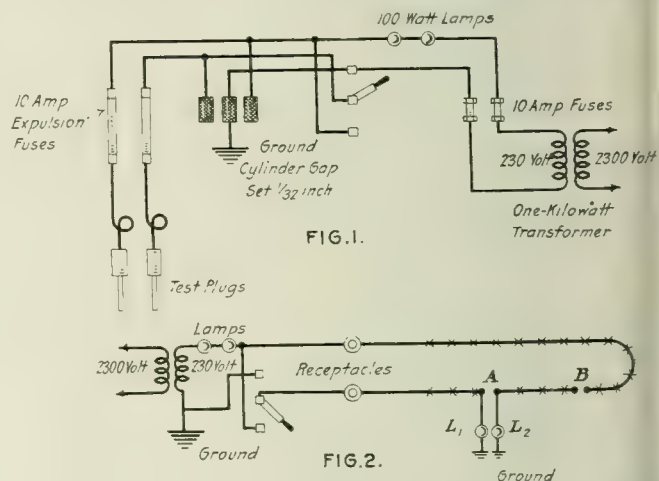 100 Watt Lamps
10 Amp
Expulsion
Fuses
Ground
Cylinder Gap
Set 1/32 inch
10 Amp Fuses
230 Volt
2300 Volt
One-Kilowatt
Transformer
FIG.1.
Test Plugs
Lamps
2300 Volt
230 Volt
Receptacles
A
B
L1
L2
Ground
FIG.2.
Ground